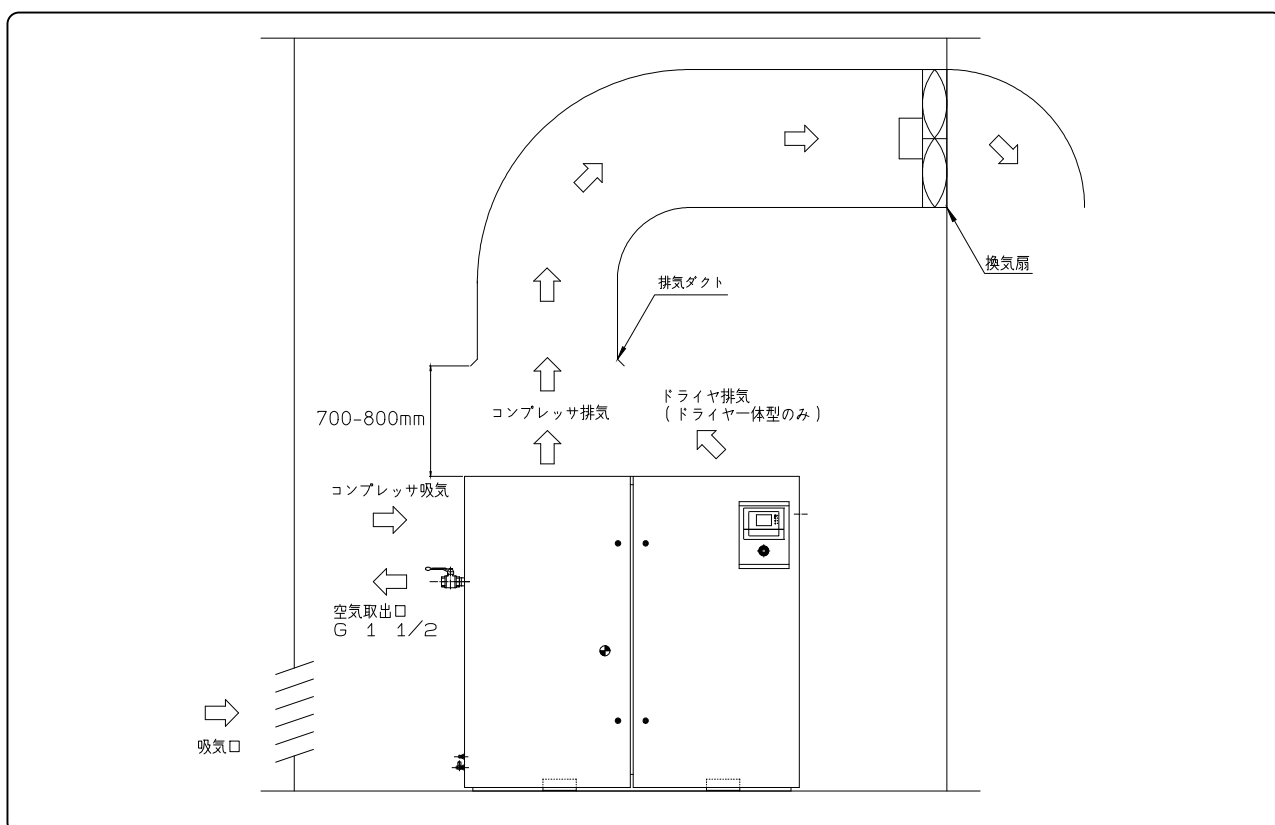 換気扇
排気ダクト
ドライヤ排気
(ドライヤ一体型のみ)
コンプレッサ排気
700-800mm
コンプレッサ吸気
空気取出口
G 1 1/2
吸気口